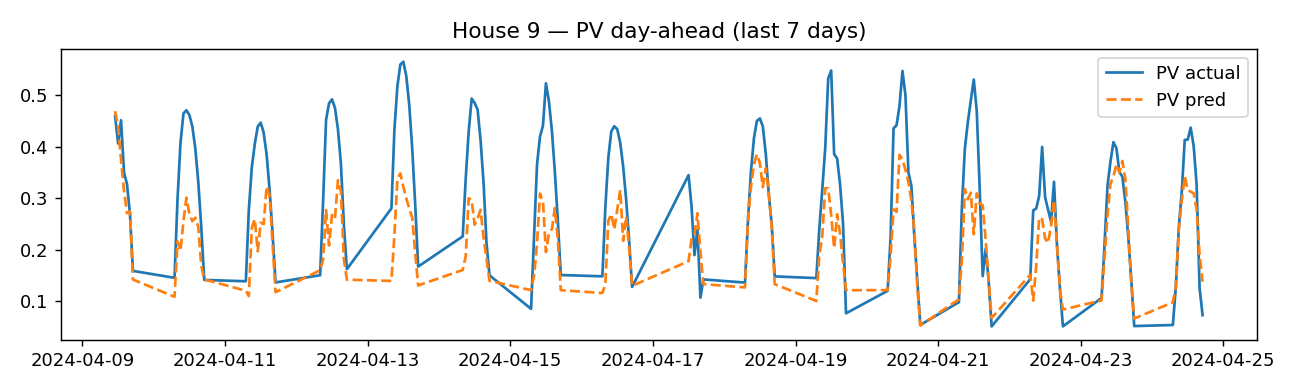 House 9 — PV day-ahead (last 7 days)
PV actual
PV pred
0.5
0.4
0.3
0.2
0.1
2024-04-09 2024-04-11 2024-04-13 2024-04-15 2024-04-17 2024-04-19 2024-04-21 2024-04-23 2024-04-25